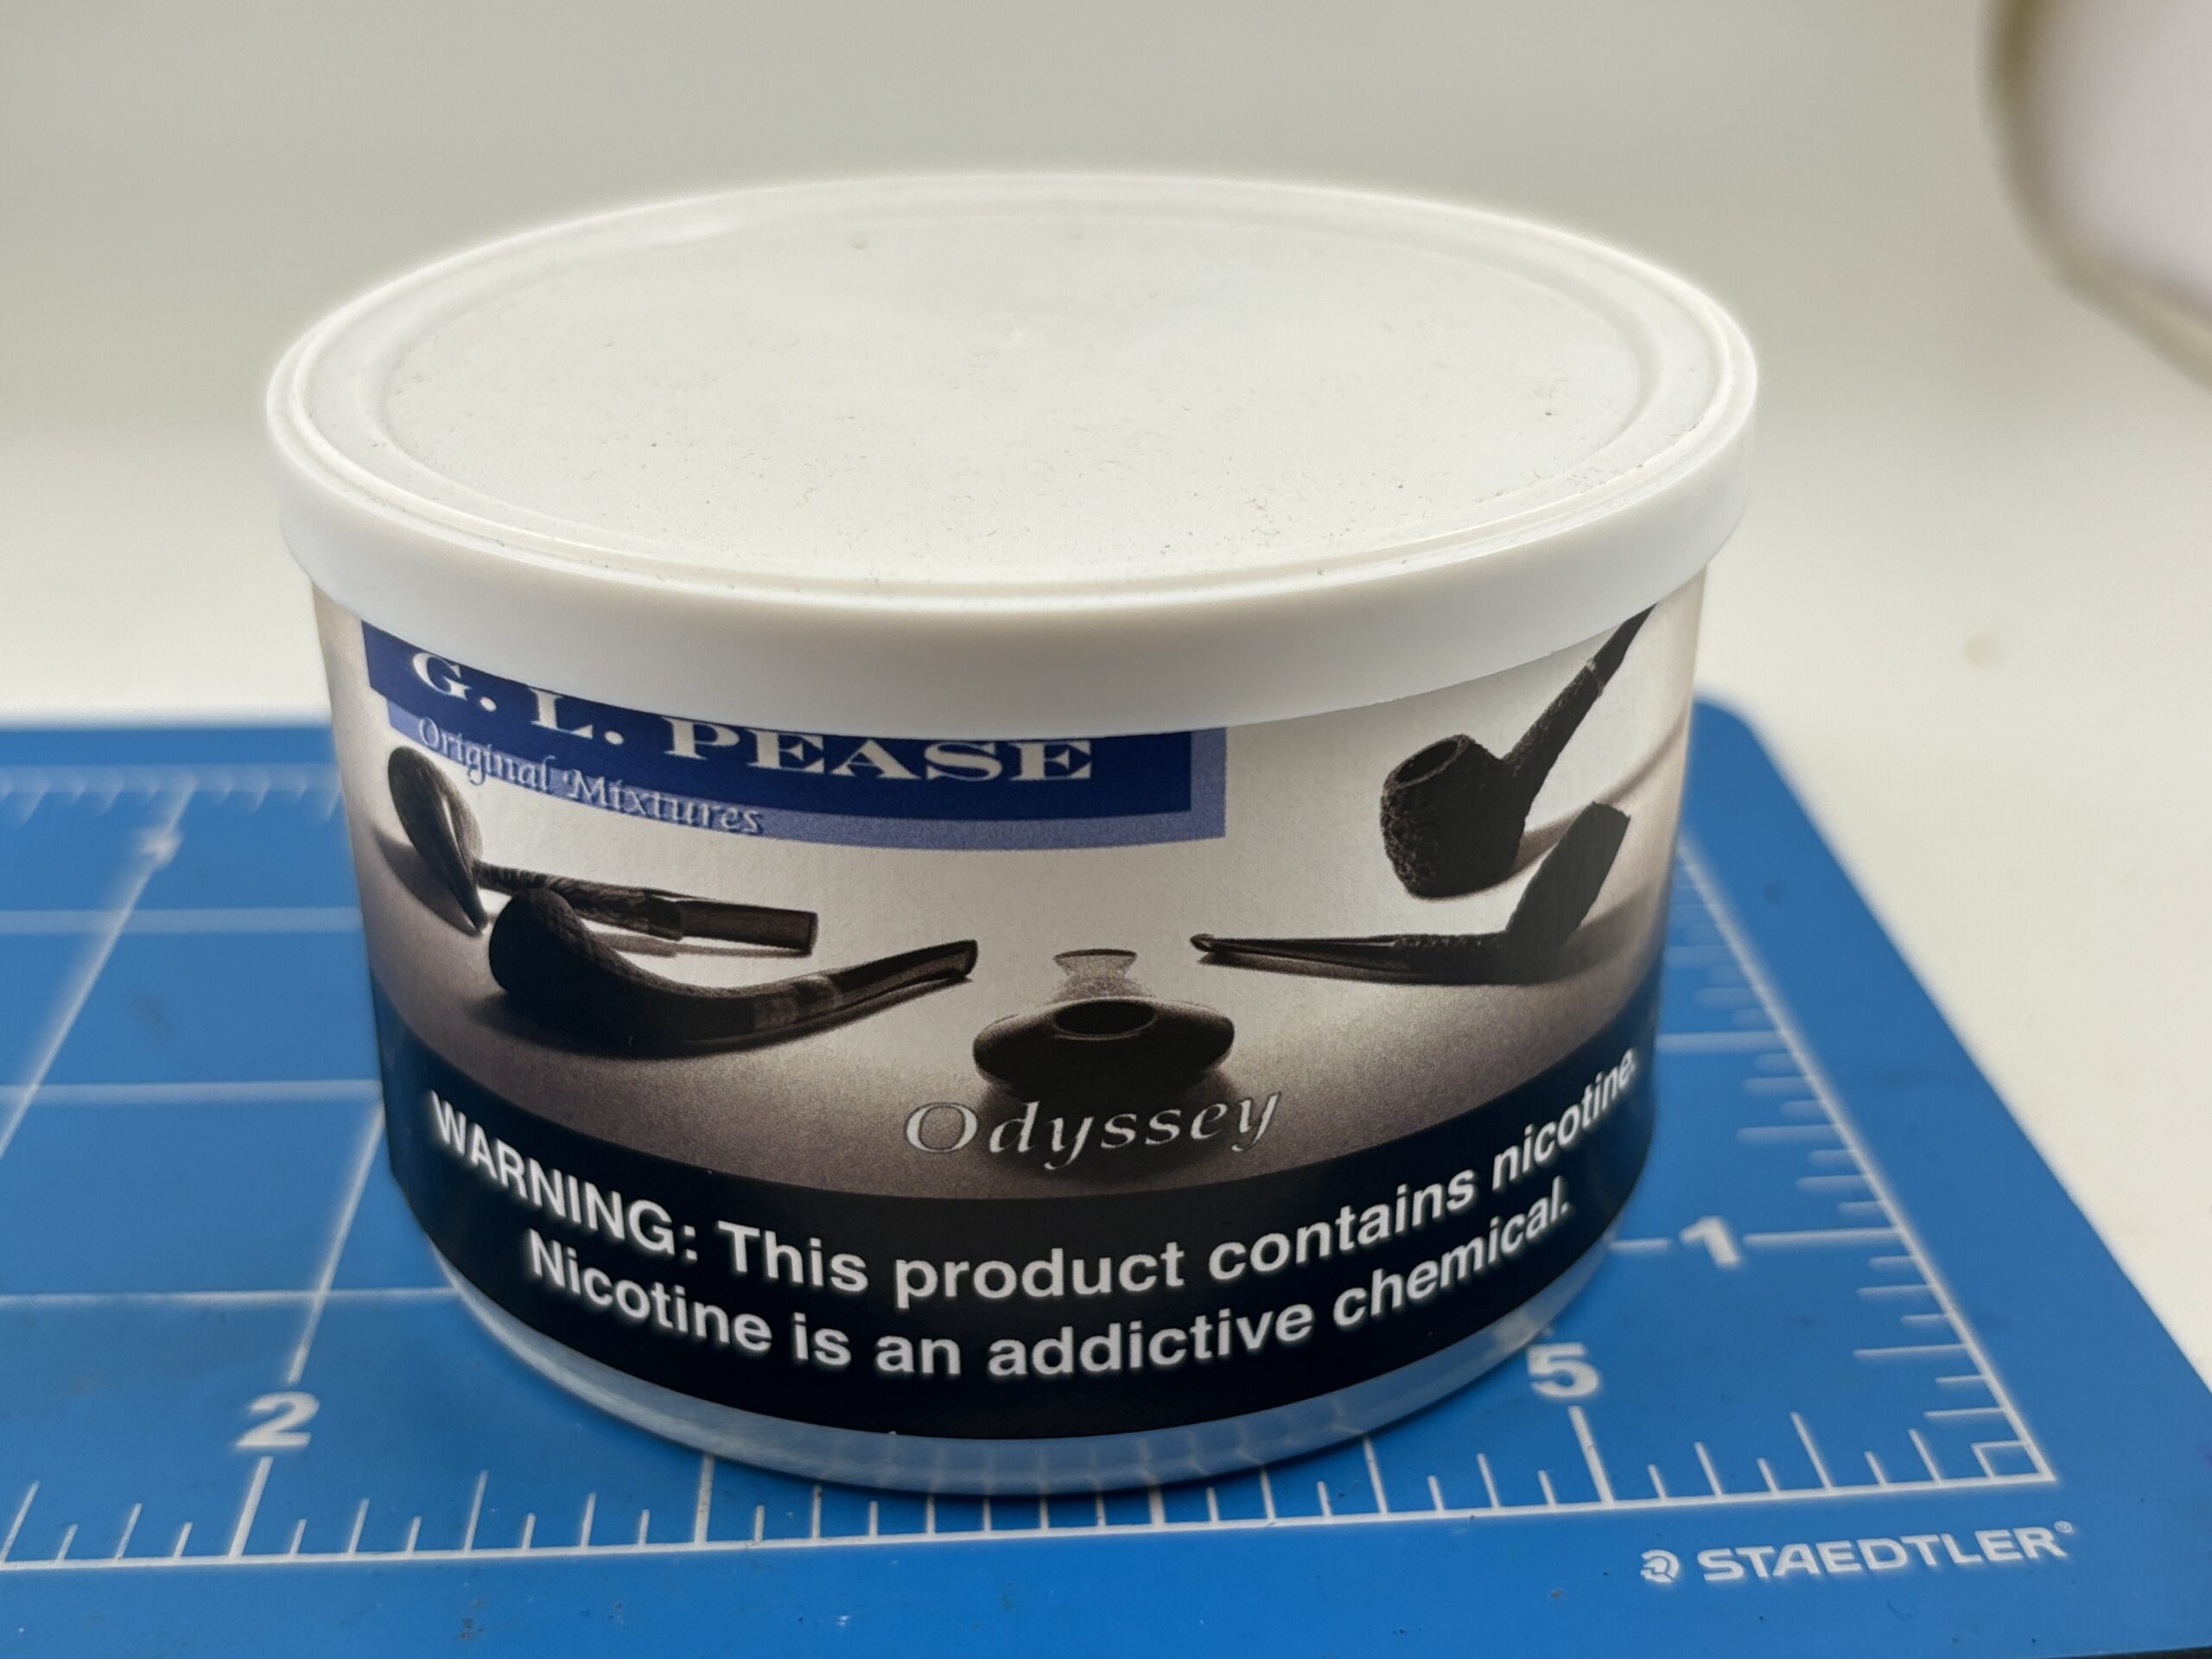 G. L. PEASE
Original Mixtures
Odyssey
WARNING: This product contains nicotine.
Nicotine is an addictive chemical.
1
2
5
STAEDTLER®